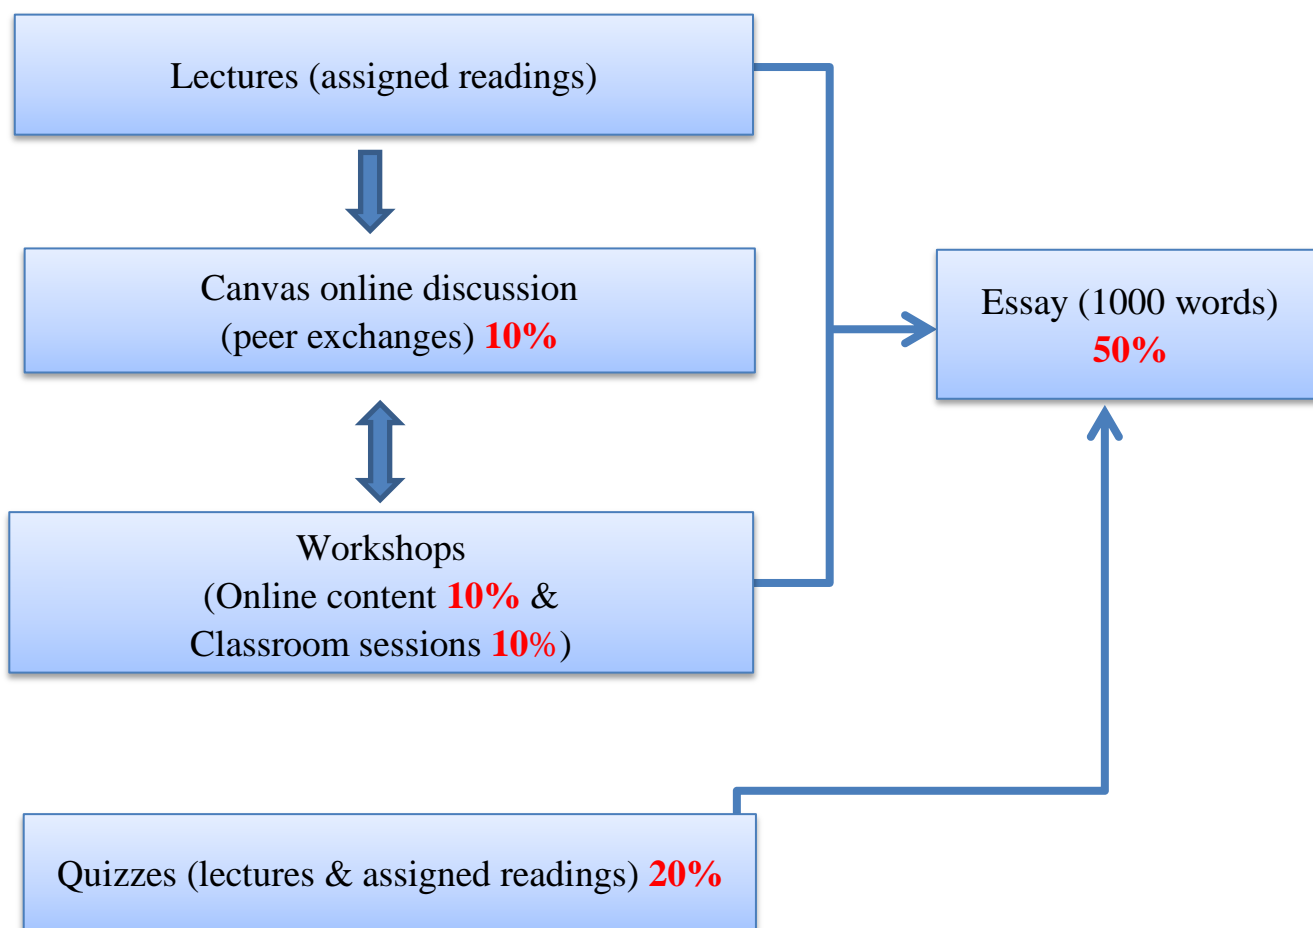 Lectures (assigned readings)
Canvas online discussion
(peer exchanges) 10%
Essay (1000 words)
50%
Workshops
(Online content 10% &
Classroom sessions 10%)
Quizzes (lectures & assigned readings) 20%